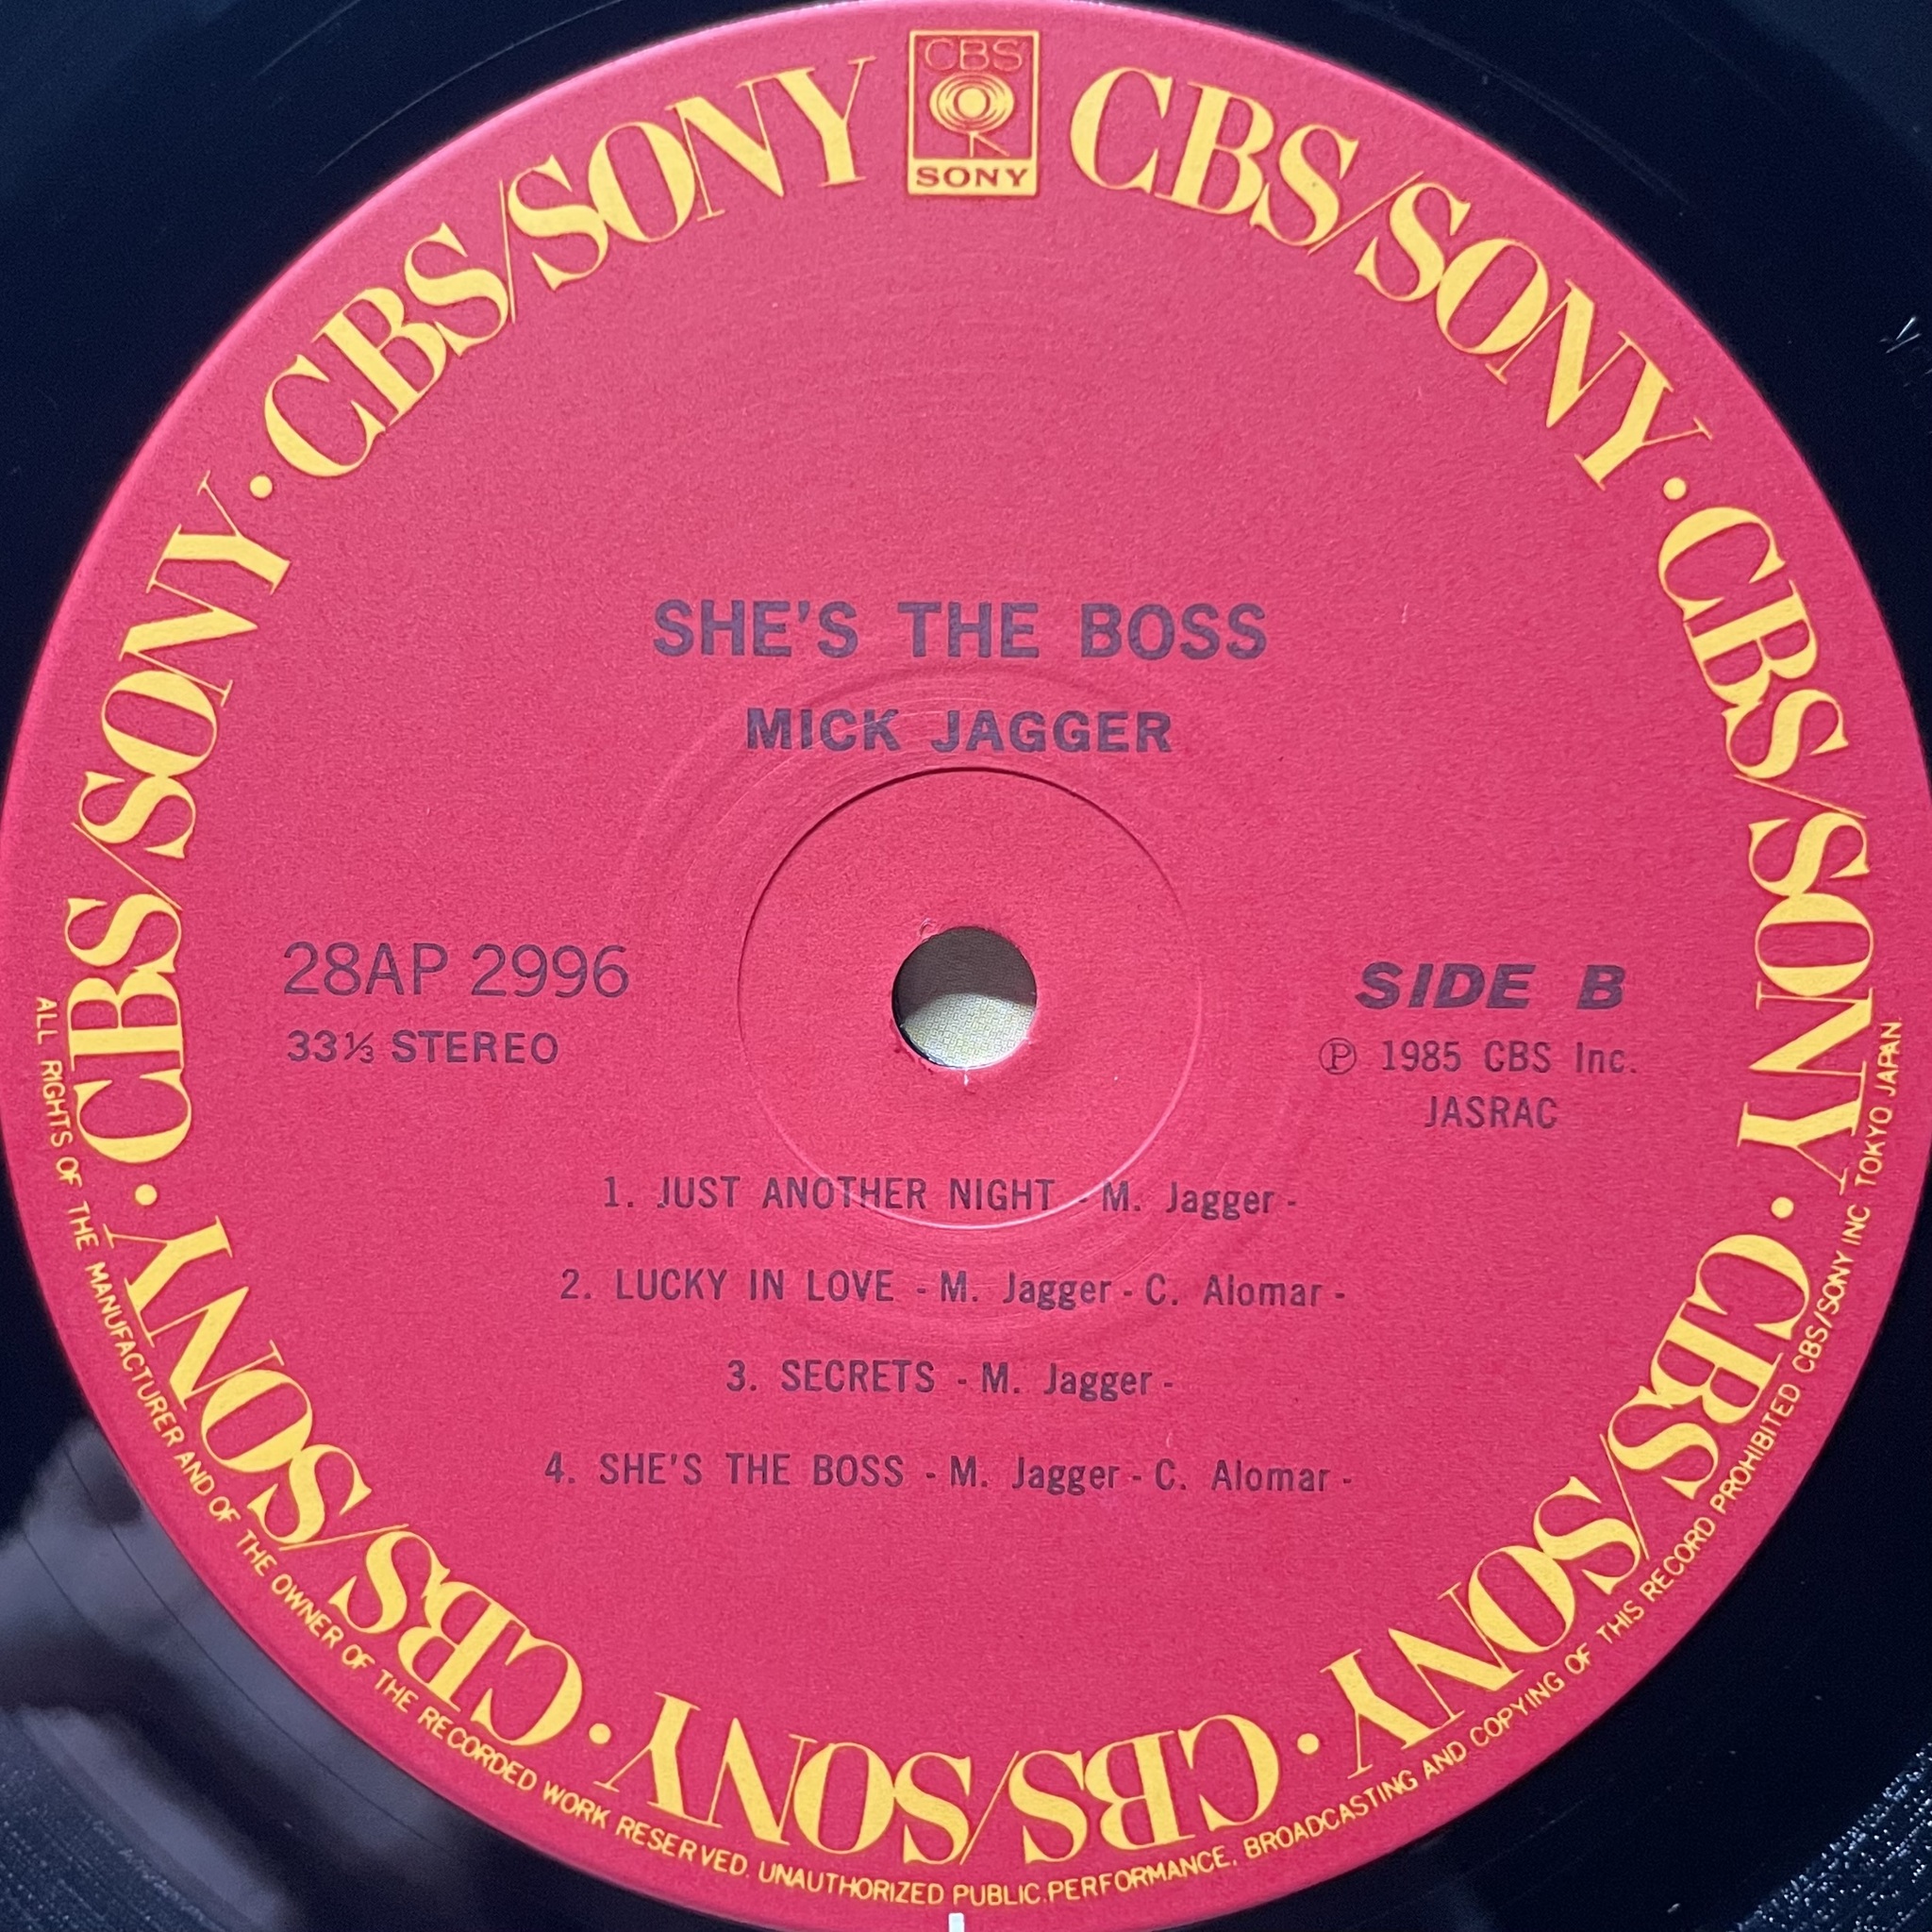 CBS
SONY
CBS/SONY · CBS/SONY · CBS/SONY · CBS/SONY · CBS/SONY · CBS/SONY · CBS/SONY
SHE'S THE BOSS
MICK JAGGER
28AP 2996
33⅓ STEREO
SIDE B
Ⓟ 1985 CBS Inc.
JASRAC
1. JUST ANOTHER NIGHT - M. Jagger -
2. LUCKY IN LOVE - M. Jagger - C. Alomar -
3. SECRETS - M. Jagger -
4. SHE'S THE BOSS - M. Jagger - C. Alomar -
ALL RIGHTS OF THE MANUFACTURER AND OF THE OWNER OF THE RECORDED WORK RESERVED. UNAUTHORIZED PUBLIC PERFORMANCE, BROADCASTING AND COPYING OF THIS RECORD PROHIBITED CBS/SONY INC. TOKYO JAPAN.